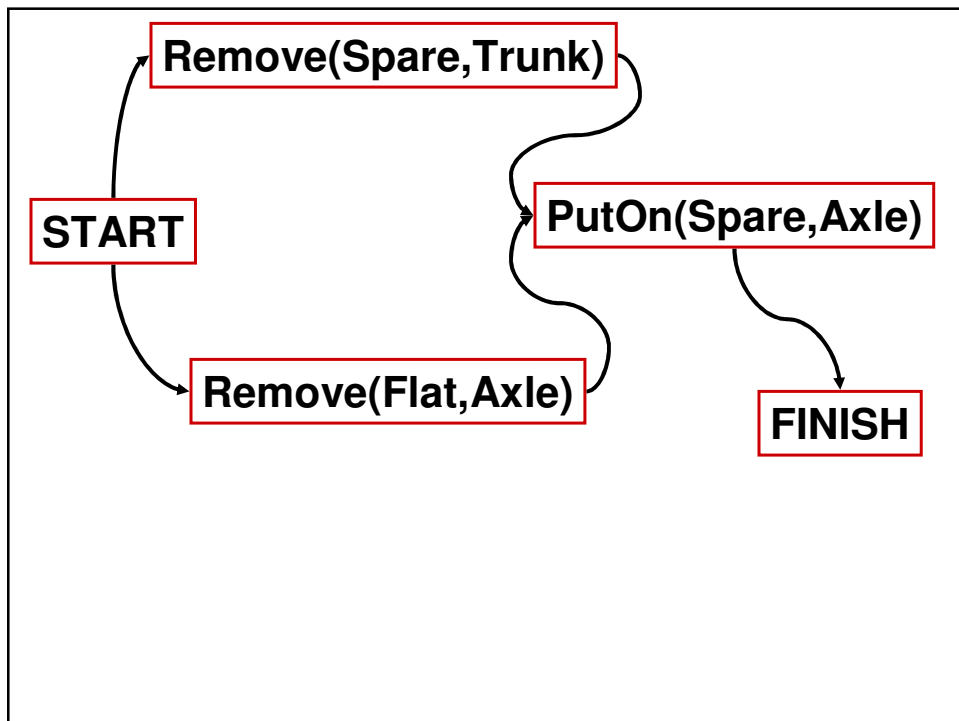 Remove(Spare,Trunk)
START
PutOn(Spare,Axle)
Remove(Flat,Axle)
FINISH